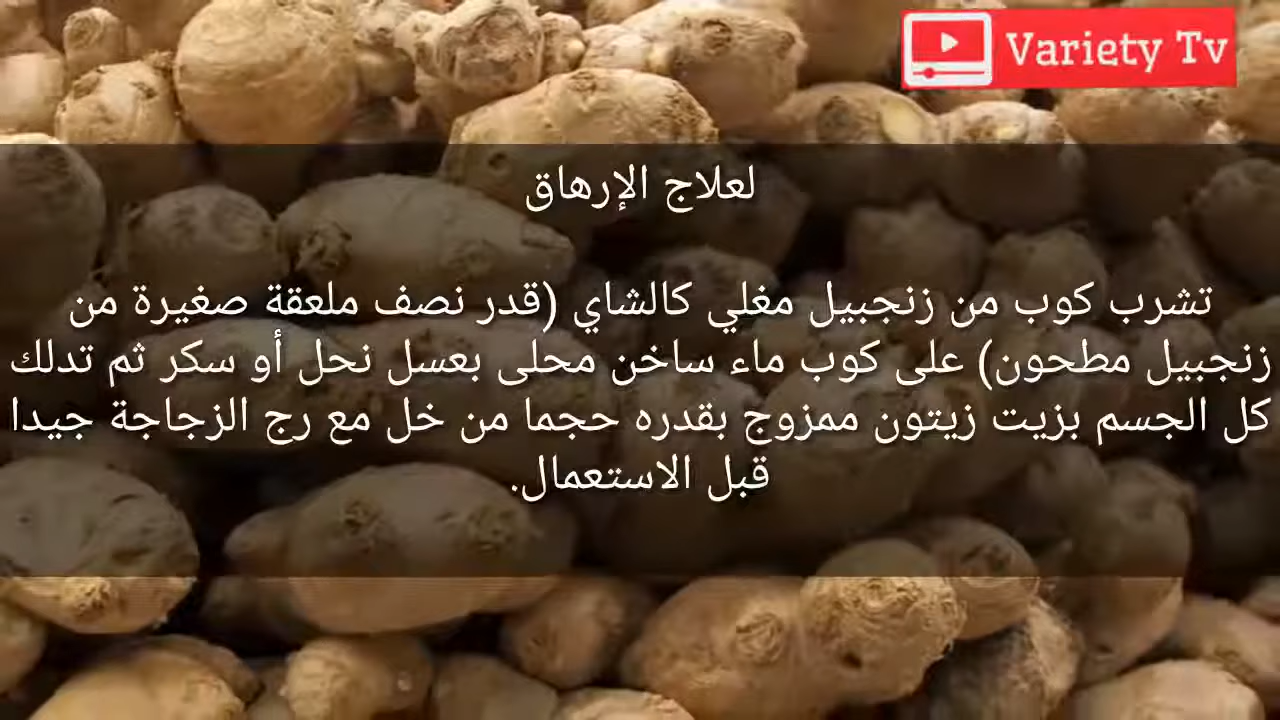 Variety Tv
لعلاج الإرهاق
تشرب كوب من زنجبيل مغلي كالشاي (قدر نصف ملعقة صغيرة من
زنجبيل مطحون) على كوب ماء ساخن محلى بعسل نحل أو سكر ثم تدلك
كل الجسم بزيت زيتون ممزوج بقدره حجما من خل مع رج الزجاجة جيدا
قبل الاستعمال.